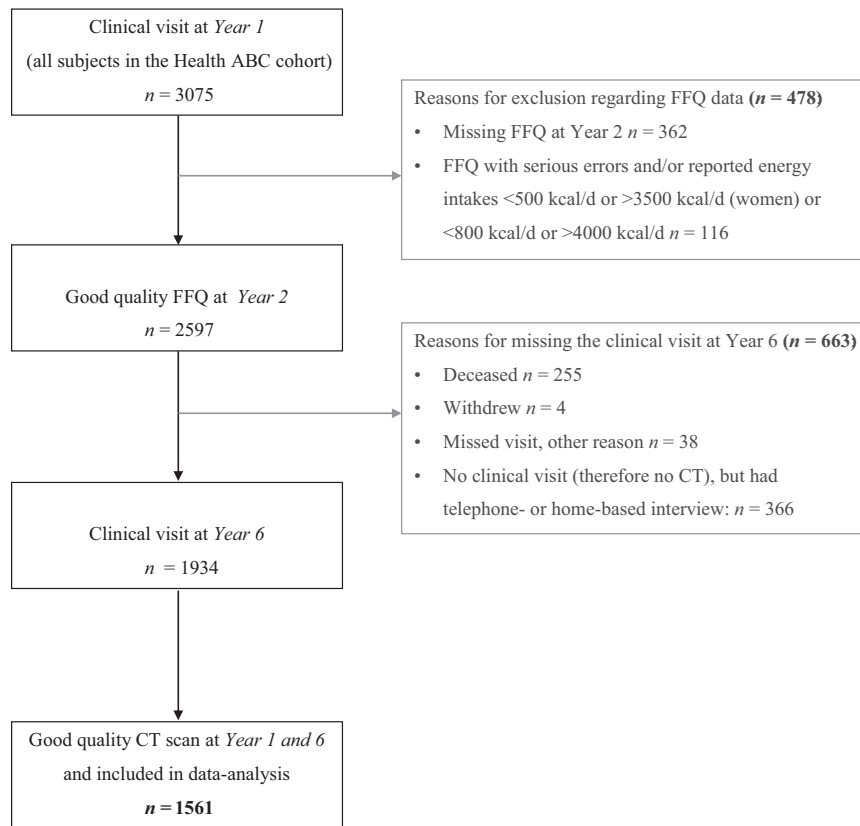 Clinical visit at Year 1
(all subjects in the Health ABC cohort)
n = 3075
Reasons for exclusion regarding FFQ data (n = 478)
• Missing FFQ at Year 2 n = 362
• FFQ with serious errors and/or reported energy
intakes <500 kcal/d or >3500 kcal/d (women) or
<800 kcal/d or >4000 kcal/d n = 116
Good quality FFQ at Year 2
n = 2597
Reasons for missing the clinical visit at Year 6 (n = 663)
• Deceased n = 255
• Withdrew n = 4
• Missed visit, other reason n = 38
• No clinical visit (therefore no CT), but had
telephone- or home-based interview: n = 366
Clinical visit at Year 6
n = 1934
Good quality CT scan at Year 1 and 6
and included in data-analysis
n = 1561